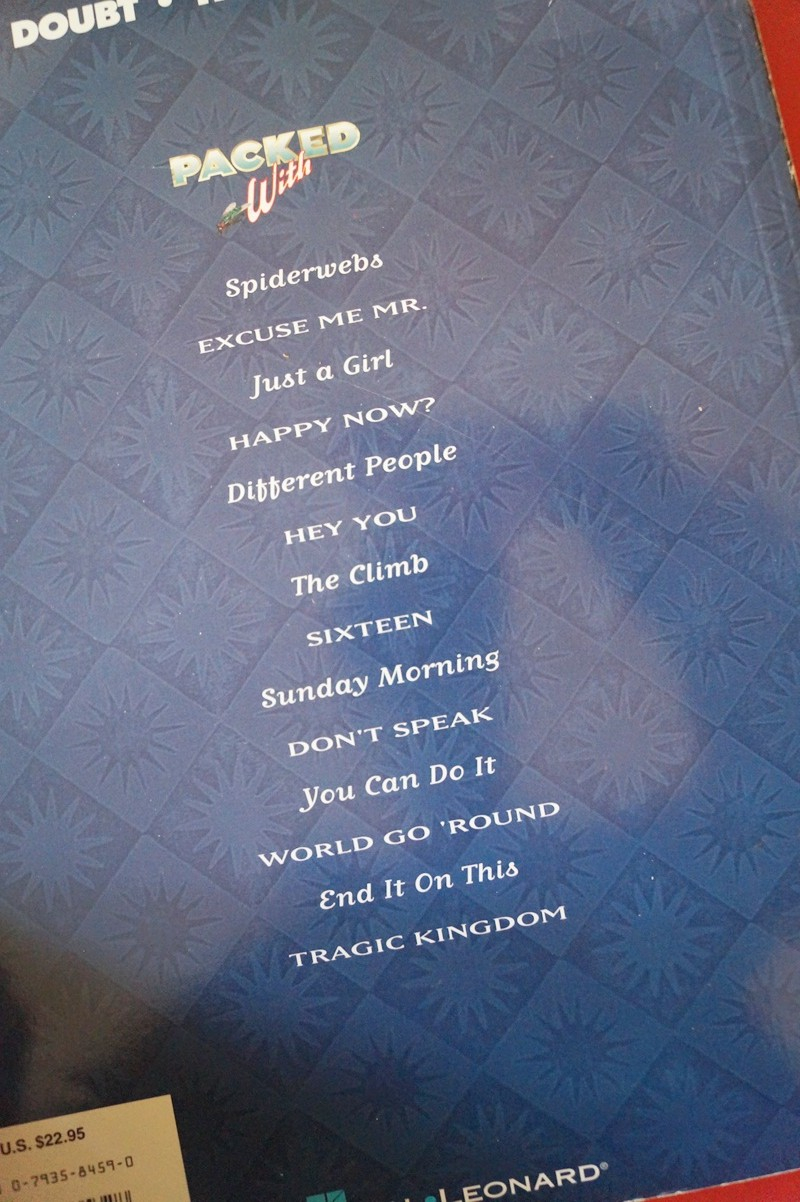 DOUBT •
PACKED
With
Spiderwebs
EXCUSE ME MR.
Just a Girl
HAPPY NOW?
Different People
HEY YOU
The Climb
SIXTEEN
Sunday Morning
DON'T SPEAK
You Can Do It
WORLD GO 'ROUND
End It On This
TRAGIC KINGDOM
U.S. $22.95
0-7935-8459-0
LEONARD®